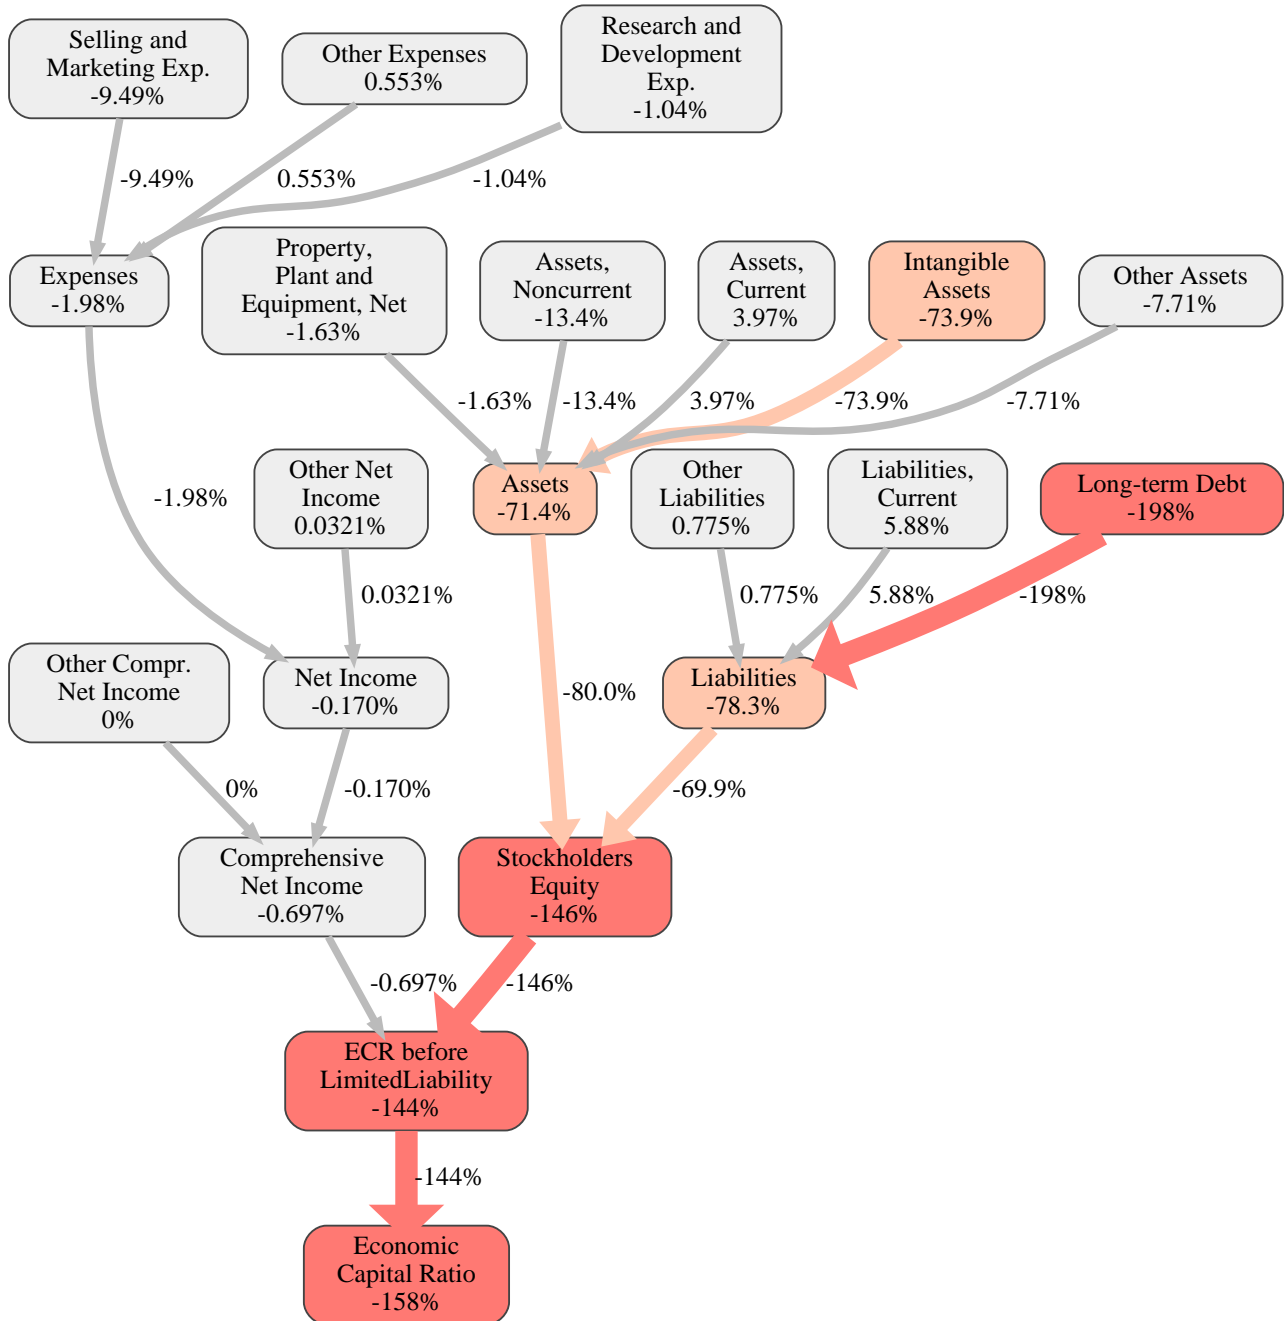 Selling and
Marketing Exp.
-9.49%
Other Expenses
0.553%
Research and
Development
Exp.
-1.04%
-9.49%
0.553%
-1.04%
Expenses
-1.98%
Property,
Plant and
Equipment, Net
-1.63%
Assets,
Noncurrent
-13.4%
Assets,
Current
3.97%
Intangible
Assets
-73.9%
Other Assets
-7.71%
-1.63%
-13.4%
3.97%
-73.9%
-7.71%
-1.98%
Other Net
Income
0.0321%
Assets
-71.4%
Other
Liabilities
0.775%
Liabilities,
Current
5.88%
Long-term Debt
-198%
0.0321%
0.775%
5.88%
-198%
Other Compr.
Net Income
0%
Net Income
-0.170%
-80.0%
Liabilities
-78.3%
0%
-0.170%
-69.9%
Comprehensive
Net Income
-0.697%
Stockholders
Equity
-146%
-0.697%
-146%
ECR before
LimitedLiability
-144%
-144%
Economic
Capital Ratio
-158%